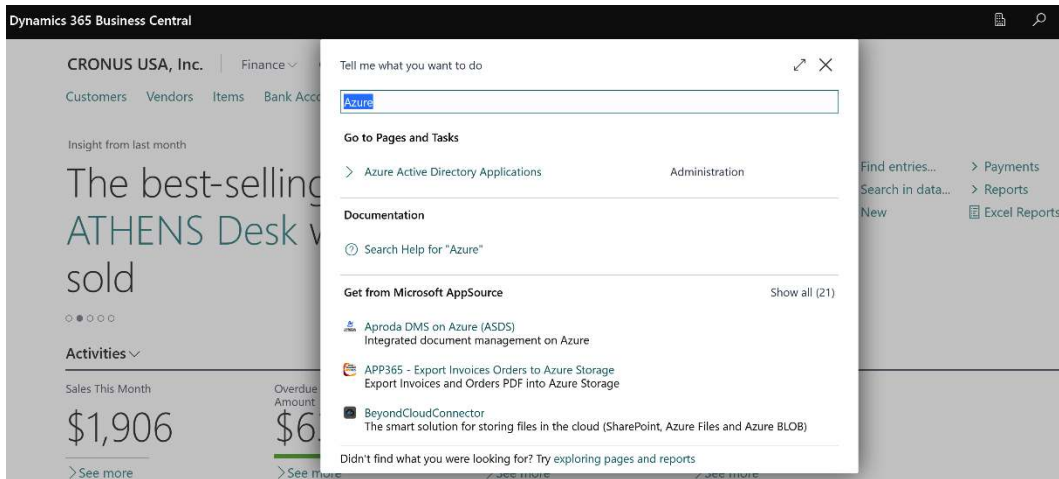 Dynamics 365 Business Central
CRONUS USA, Inc. Finance
Customers Vendors Items Bank
Insight from last month
The best-selling
ATHENS Desk
sold
Activities
Sales This Month
$1,906
>See more
Overdue
Amount
>See more
Tell me what you want to do
Azure
Go to Pages and Tasks
> Azure Active Directory Applications Administration
Documentation
Search Help for "Azure"
Get from Microsoft AppSource Show all (21)
Aproda DMS on Azure (ASDS)
Integrated document management on Azure
APP365 - Export Invoices Orders to Azure Storage
Export Invoices and Orders PDF into Azure Storage
BeyondCloudConnector
The smart solution for storing files in the cloud (SharePoint, Azure Files and Azure BLOB)
Didn't find what you were looking for? Try exploring pages and reports
>See more
>See more
Find entries... > Payments
Search in data... > Reports
New Excel Reports